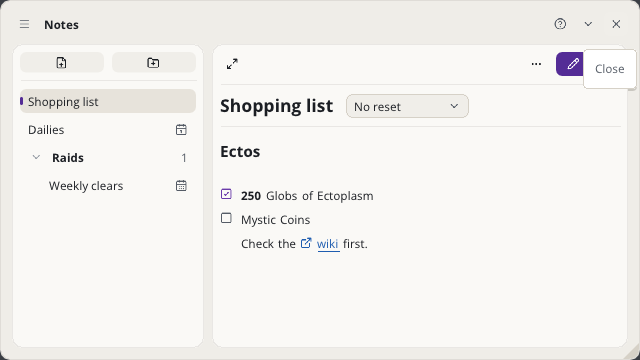 Notes
Close
Shopping list
Dailies
Raids 1
Weekly clears
Shopping list
No reset
Ectos
250 Globs of Ectoplasm
Mystic Coins
Check the wiki first.